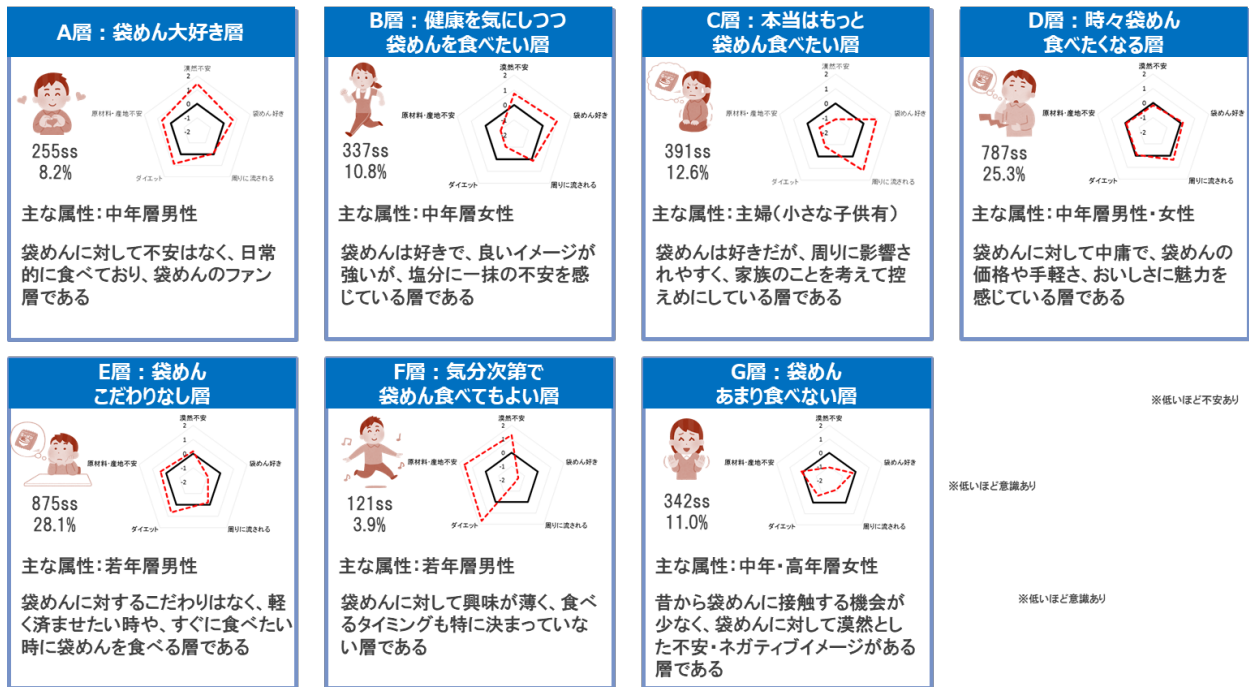 A層：袋めん大好き層
漠然不安
2
1
0
-1
-2
原材料・産地不安
袋めん好き
ダイエット
周りに流される
255ss
8.2%
主な属性：中年層男性
袋めんに対して不安はなく、日常
的に食べており、袋めんのファン
層である
B層：健康を気にしつつ
袋めんを食べたい層
漠然不安
2
1
0
-1
-2
原材料・産地不安
袋めん好き
ダイエット
周りに流される
337ss
10.8%
主な属性：中年層女性
袋めんは好きで、良いイメージが
強いが、塩分に一抹の不安を感
じている層である
C層：本当はもっと
袋めん食べたい層
漠然不安
2
1
0
-1
-2
原材料・産地不安
袋めん好き
ダイエット
周りに流される
391ss
12.6%
主な属性：主婦（小さな子供有）
袋めんは好きだが、周りに影響さ
れやすく、家族のことを考えて控
えめにしている層である
D層：時々袋めん
食べたくなる層
漠然不安
2
1
0
-1
-2
原材料・産地不安
袋めん好き
ダイエット
周りに流される
787ss
25.3%
主な属性：中年層男性・女性
袋めんに対して中庸で、袋めんの
価格や手軽さ、おいしさに魅力を
感じている層である
E層：袋めん
こだわりなし層
漠然不安
2
1
0
-1
-2
原材料・産地不安
袋めん好き
ダイエット
周りに流される
875ss
28.1%
主な属性：若年層男性
袋めんに対するこだわりはなく、軽
く済ませたい時や、すぐに食べたい
時に袋めんを食べる層である
F層：気分次第で
袋めん食べてもよい層
漠然不安
2
1
0
-1
-2
原材料・産地不安
袋めん好き
ダイエット
周りに流される
121ss
3.9%
主な属性：若年層男性
袋めんに対して興味が薄く、食べ
るタイミングも特に決まっていな
い層である
G層：袋めん
あまり食べない層
漠然不安
2
1
0
-1
-2
原材料・産地不安
袋めん好き
ダイエット
周りに流される
342ss
11.0%
主な属性：中年・高年層女性
昔から袋めんに接触する機会が
少なく、袋めんに対して漠然とし
た不安・ネガティブイメージがある
層である
※低いほど不安あり
※低いほど意識あり
※低いほど意識あり